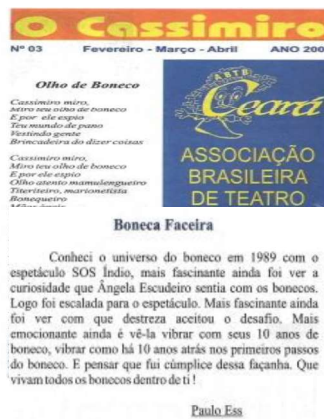 O Cassimiro
Nº 03 Fevereiro - Março - Abril ANO 200
Olho de Boneco
Cassimiro miro,
Miro teu olho de boneco
E por ele espio
Teu mundo de pano
Vestindo gente
Brincadeira do dizer coisas
Cassimiro miro,
Miro teu olho de boneco
E por ele espio
Olho atento mamulengueiro
Titeriteiro, marionetista
Bonequeiro
ABTB
Ceará
ASSOCIAÇÃO
BRASILEIRA
DE TEATRO
Boneca Faceira
Conheci o universo do boneco em 1989 com o
espetáculo SOS Índio, mais fascinante ainda foi ver a
curiosidade que Ângela Escudeiro sentia com os bonecos.
Logo foi escalada para o espetáculo. Mais fascinante ainda
foi ver com que destreza aceitou o desafio. Mais
emocionante ainda é vê-la vibrar com seus 10 anos de
boneco, vibrar como há 10 anos atrás nos primeiros passos
do boneco. E pensar que fui cúmplice dessa façanha. Que
vivam todos os bonecos dentro de ti !
Paulo Ess